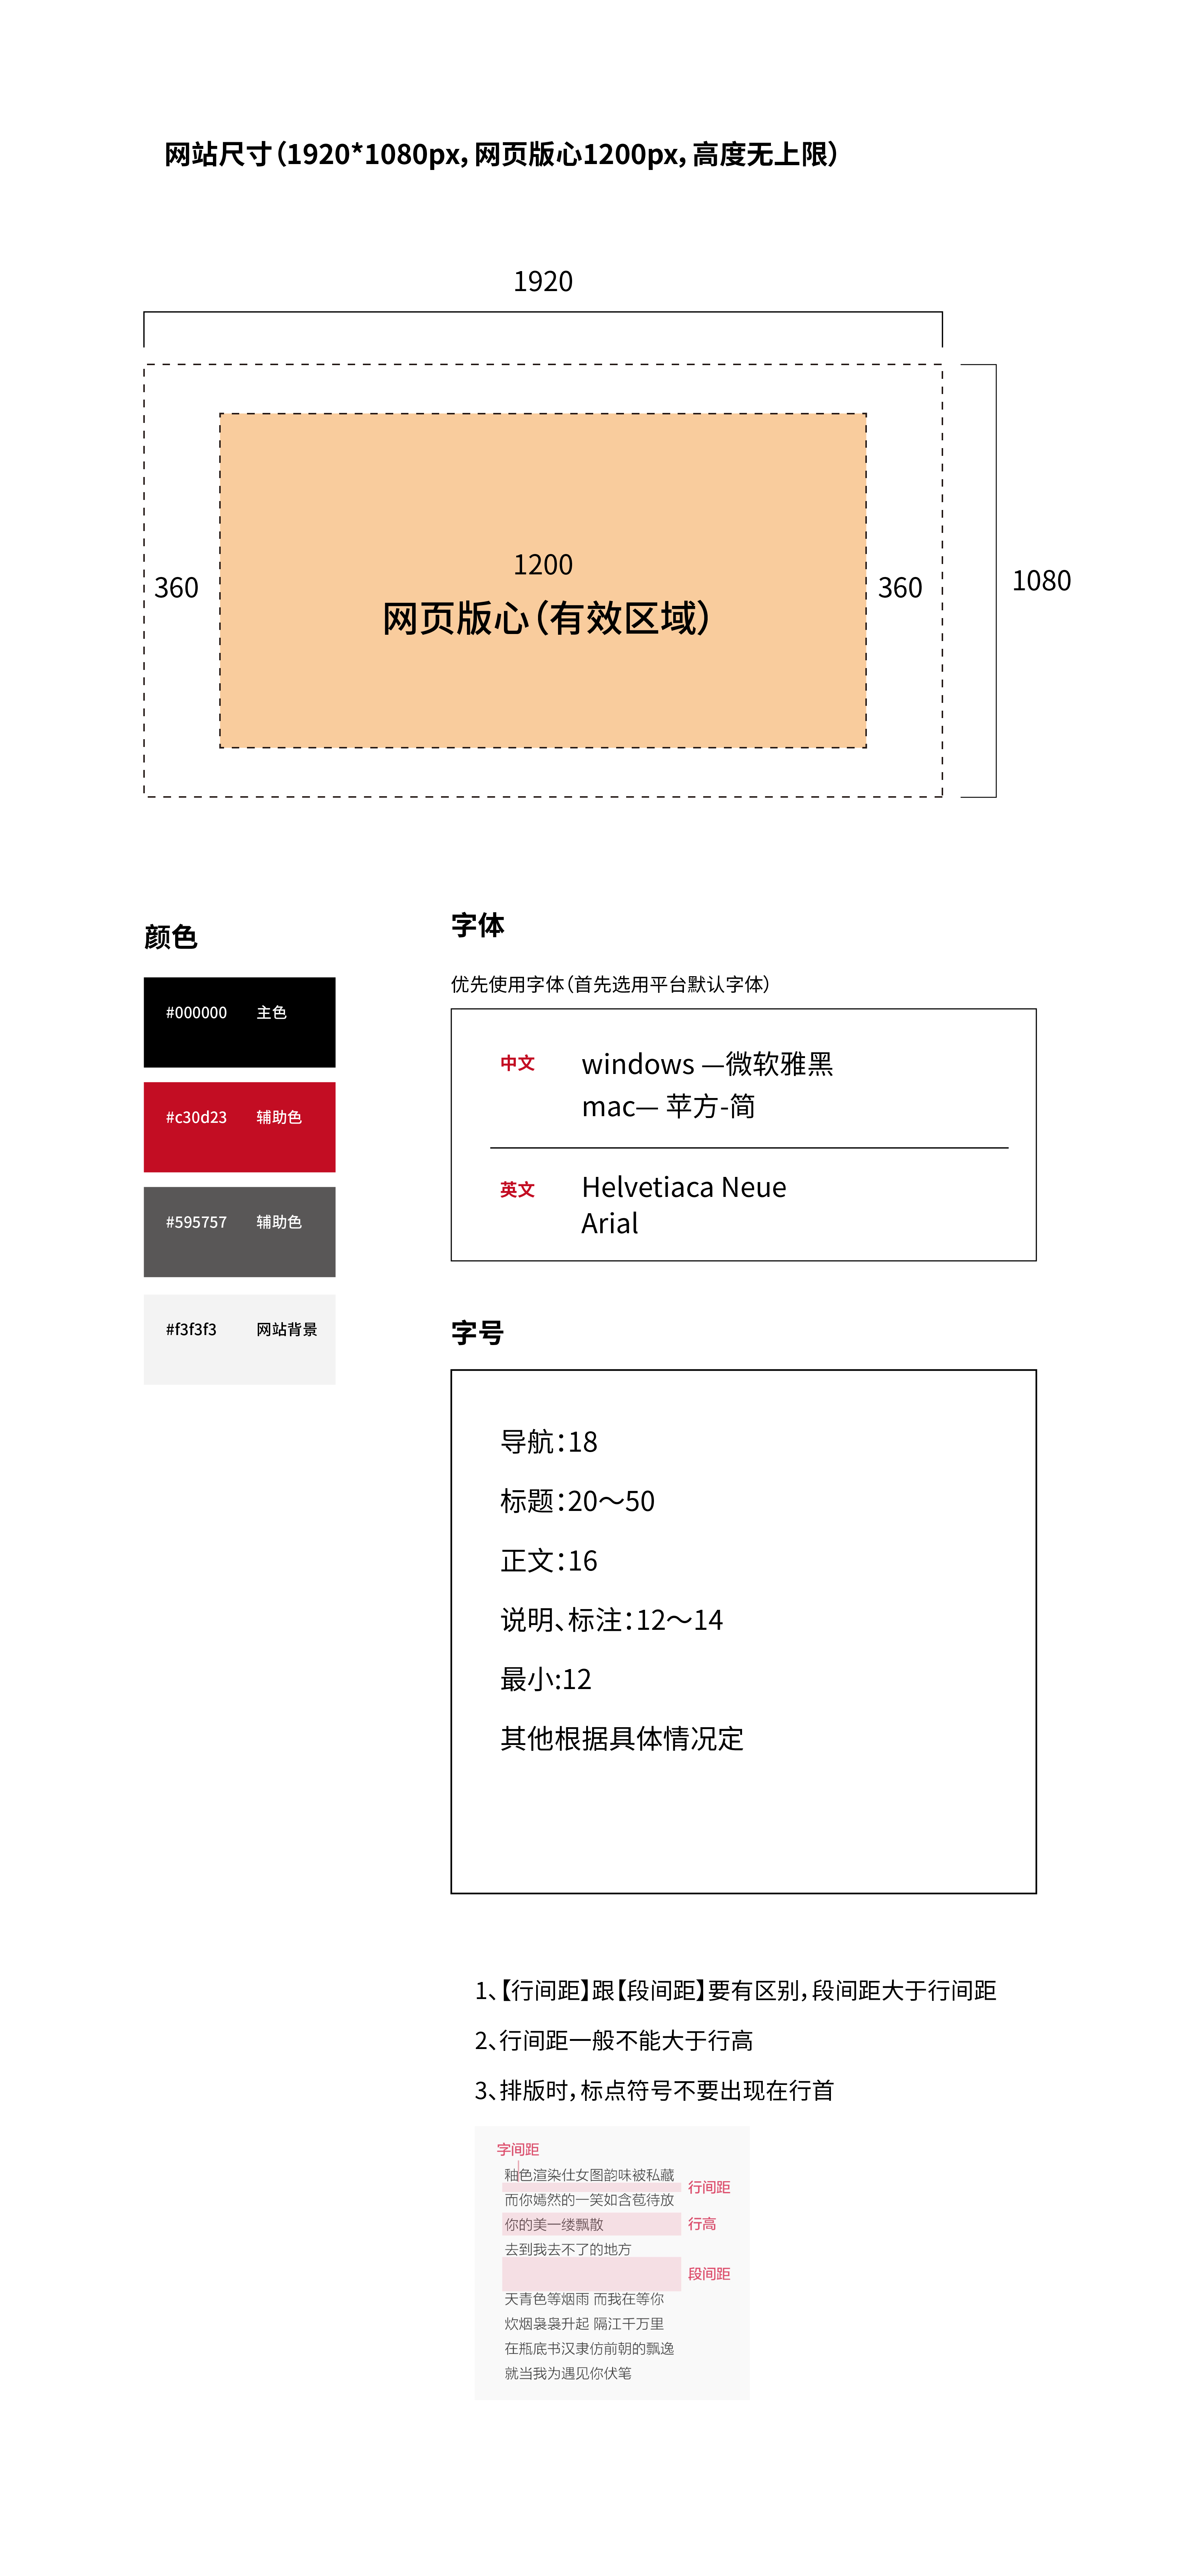 网站尺寸（1920*1080px，网页版心1200px，高度无上限）
1920
1200
360
360
1080
网页版心（有效区域）
颜色
#000000 主色
#c30d23 辅助色
#595757 辅助色
#f3f3f3 网站背景
字体
优先使用字体（首先选用平台默认字体）
中文 windows —微软雅黑
mac— 苹方-简
英文 Helvetiaca Neue
Arial
字号
导航：18
标题：20～50
正文：16
说明、标注：12～14
最小:12
其他根据具体情况定
1、【行间距】跟【段间距】要有区别，段间距大于行间距
2、行间距一般不能大于行高
3、排版时，标点符号不要出现在行首
字间距
釉色渲染仕女图韵味被私藏
行间距
而你嫣然的一笑如含苞待放
你的美一缕飘散
行高
去到我去不了的地方
段间距
天青色等烟雨 而我在等你
炊烟袅袅升起 隔江千万里
在瓶底书汉隶仿前朝的飘逸
就当我为遇见你伏笔